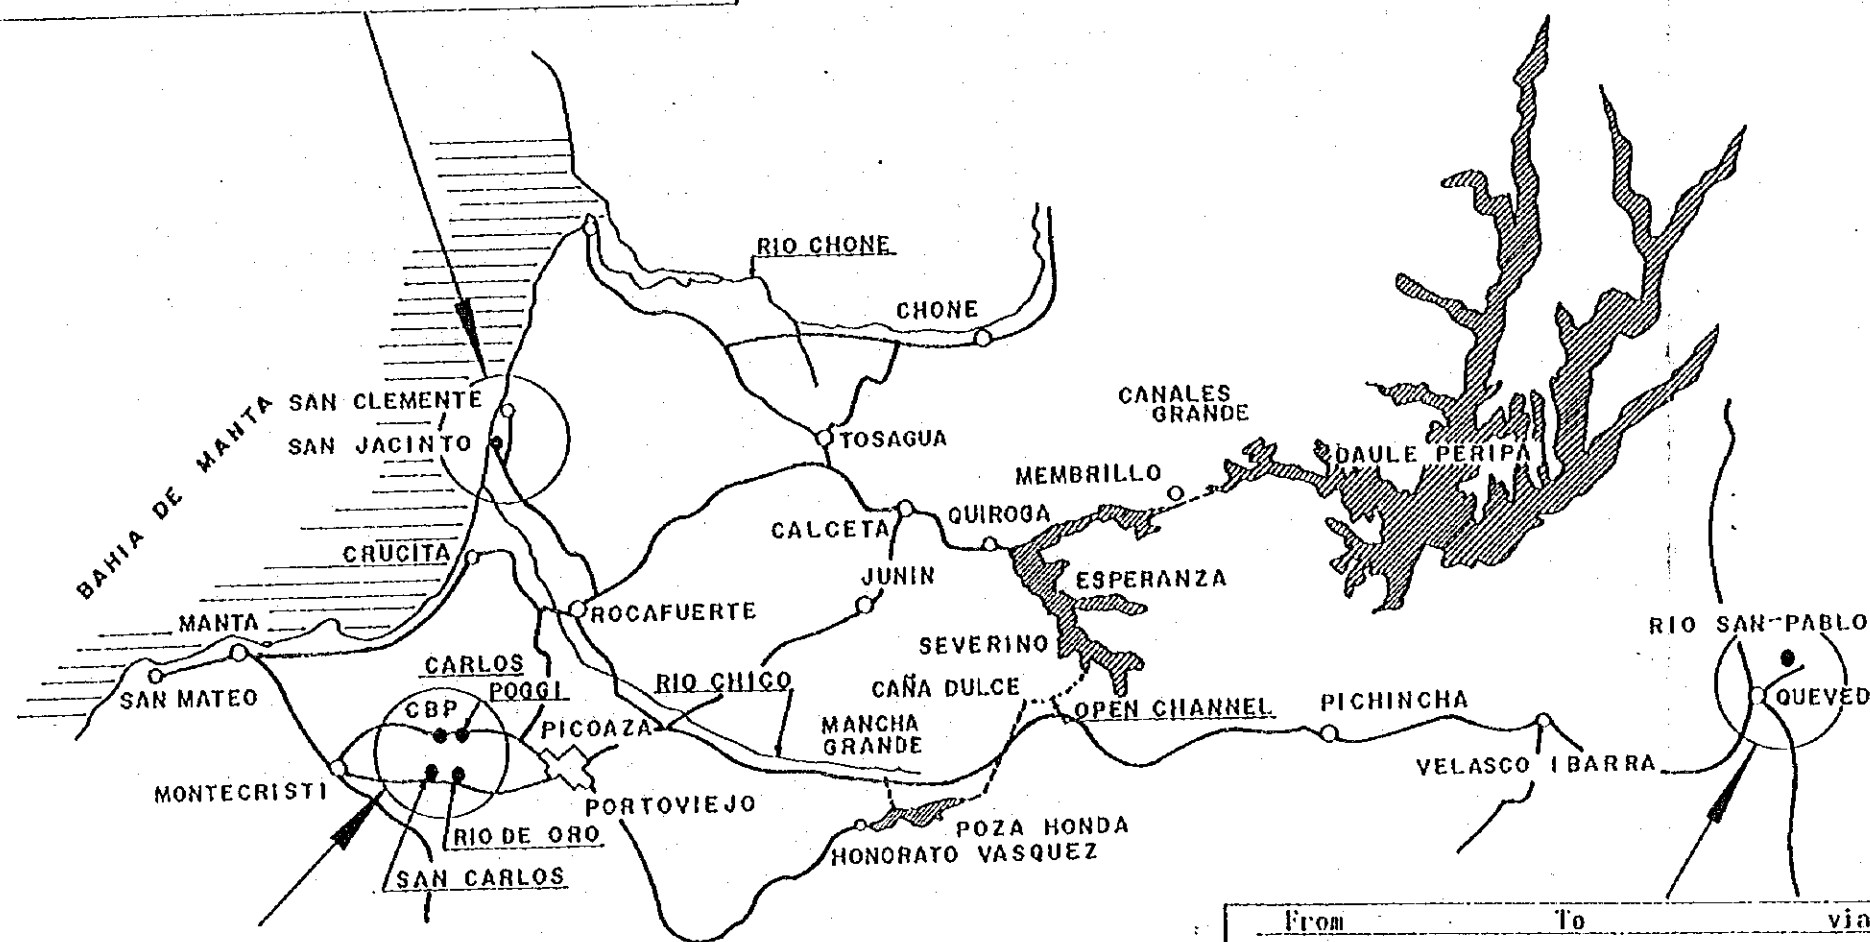 RIO CHONE
CHONE
SAN CLEMENTE
SAN JACINTO
BAHIA DE MANTA
TOSAGUA
CANALES
GRANDE
DAULE PERIPA
MEMBRILLO
CALCETA
QUIROGA
CRUCITA
JUNIN
ESPERANZA
ROCAFUERTE
MANTA
SEVERINO
RIO SAN PABLO
SAN MATEO
CARLOS
POGGI
RIO CHICO
CAÑA DULCE
QUEVED
CBP
PICOAZA
MANCHA
GRANDE
OPEN CHANNEL
PICHINCHA
VELASCO IBARRA
MONTECRISTI
PORTOVIEJO
RIO DE ORO
POZA HONDA
HONORATO VASQUEZ
SAN CARLOS
From To via